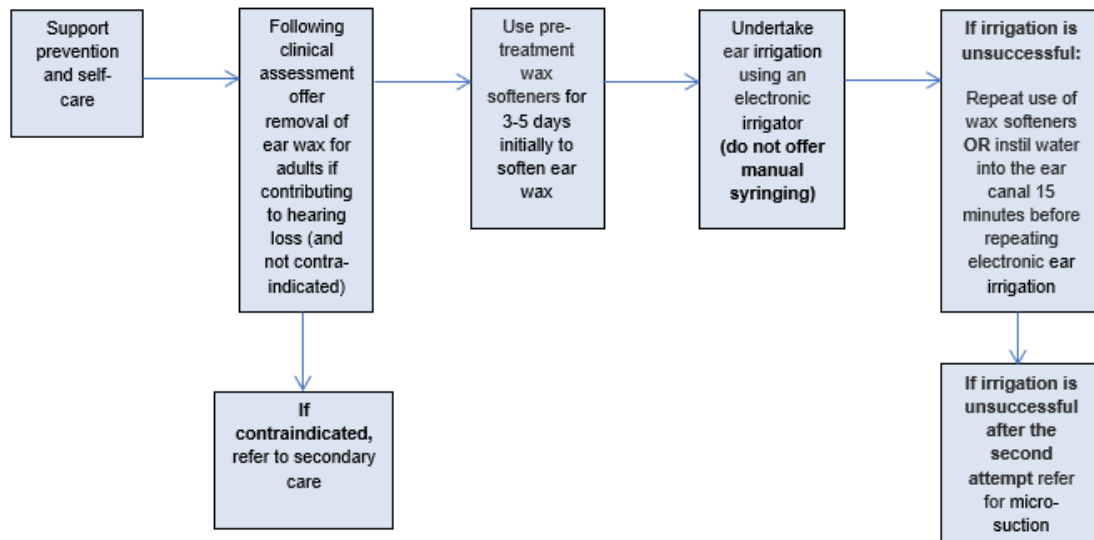 Support
prevention
and self-
care
Following
clinical
assessment
offer
removal of
ear wax for
adults if
contributing
to hearing
loss (and
not contra-
indicated)
Use pre-
treatment
wax
softeners for
3-5 days
initially to
soften ear
wax
Undertake
ear irrigation
using an
electronic
irrigator
(do not offer
manual
syringing)
If irrigation is
unsuccessful:
Repeat use of
wax softeners
OR instil water
into the ear
canal 15
minutes before
repeating
electronic ear
irrigation
If
contraindicated,
refer to secondary
care
If irrigation is
unsuccessful
after the
second
attempt refer
for micro-
suction